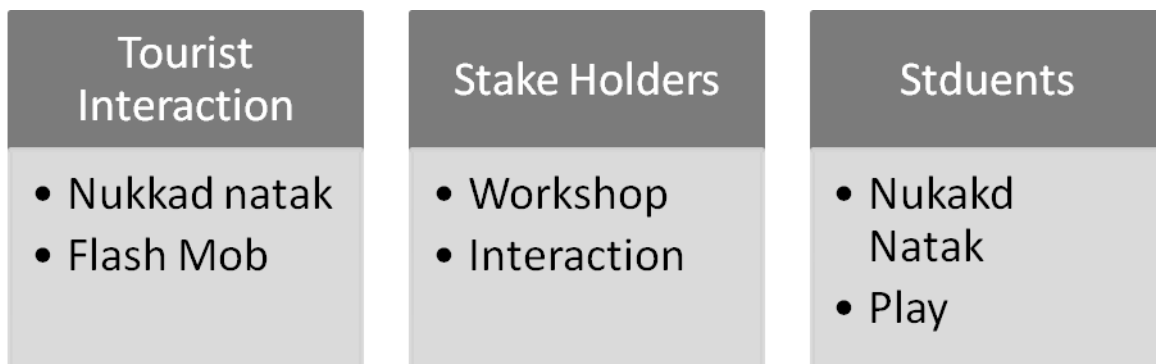 Tourist
Interaction
• Nukkad natak
• Flash Mob
Stake Holders
• Workshop
• Interaction
Stduents
• Nukakd
Natak
• Play